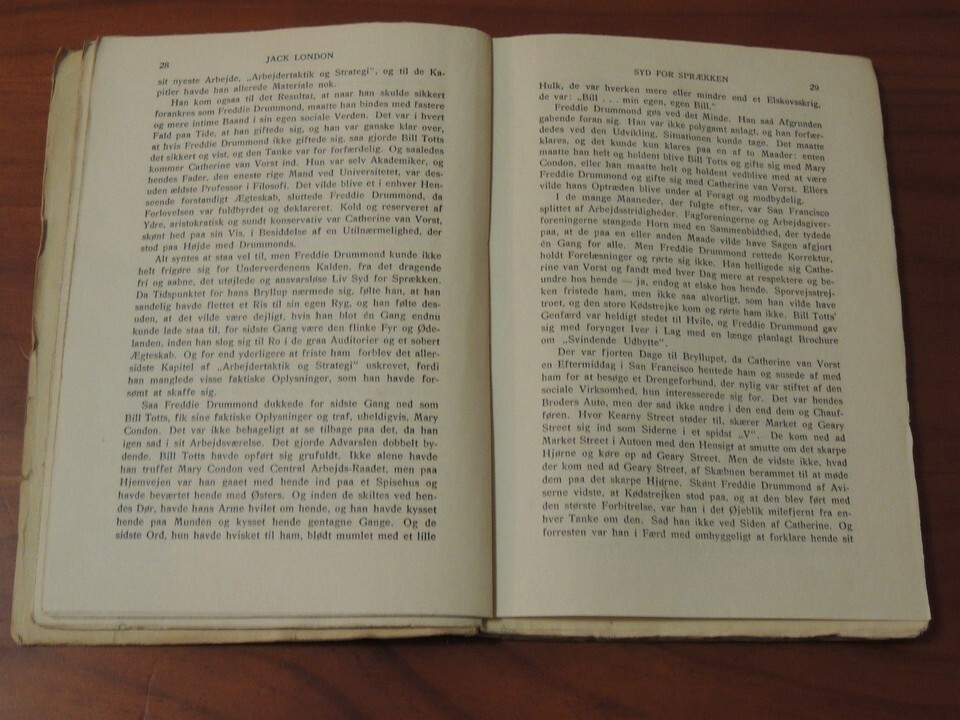 28
JACK LONDON
sit nyeste Arbejde, „Arbejdertaktik og Strategi", og til de Ka-
pitler havde han allerede Materiale nok.
Han kom ogsaa til det Resultat, at naar han skulde sikkert
forankres som Freddie Drummond, maatte han bindes med fastere
og mere intime Baand i sin egen sociale Verden. Det var i hvert
Fald paa Tide, at han giftede sig, og han var ganske klar over,
at hvis Freddie Drummond ikke giftede sig, saa gjorde Bill Totts
det sikkert og vist, og den Tanke var for forfærdelig. Og saaledes
kommer Catherine van Vorst ind. Hun var selv Akademiker, og
hendes Fader, den eneste rige Mand ved Universitetet, var des-
uden ældste Professor i Filosofi. Det vilde blive et i enhver Hen-
seende forstandigt Ægteskab, sluttede Freddie Drummond, da
Forlovelsen var fuldbyrdet og deklareret. Kold og reserveret af
Ydre, aristokratisk og sundt konservativ var Catherine van Vorst,
skønt hed paa sin Vis, i Besiddelse af en Utilnærmelighed, der
stod paa Højde med Drummonds.
Alt syntes at staa vel til, men Freddie Drummond kunde ikke
helt frigøre sig for Underverdenens Kalden, fra det dragende
fri og aabne, det utøjlede og ansvarsløse Liv Syd for Sprækken.
Da Tidspunktet for hans Bryllup nærmede sig, følte han, at han
sandelig havde flettet et Ris til sin egen Ryg, og han følte des-
uden, at det vilde være dejligt, hvis han blot én Gang endnu
kunde lade staa til, for sidste Gang være den flinke Fyr og Øde-
landen, inden han slog sig til Ro i de graa Auditorier et sobert
Ægteskab. Og for end yderligere at friste ham forblev det aller-
sidste Kapitel af „Arbejdertaktik og Strategi" uskrevet, fordi
han manglede visse faktiske Oplysninger, som han havde for-
sømt at skaffe sig.
Saa Freddie Drummond dukkede for sidste Gang ned som
Bill Totts, fik sine faktiske Oplysninger og traf, uheldigvis, Mary
Condon. Det var ikke behageligt at se tilbage paa det, da han
igen sad i sit Arbejdsværelse. Det gjorde Advarslen dobbelt by-
dende. Bill Totts havde opført sig grufuldt. Ikke alene havde
han truffet Mary Condon ved Central Arbejds-Raadet, men paa
Hjemvejen var han gaaet med hende ind paa et Spisehus og
havde beværtet hende med Østers. Og inden de skiltes ved hen-
des Dør, havde hans Arme hvilet om hende, og han havde kysset
hende paa Munden og kysset hende gentagne Gange. Og de
sidste Ord, hun havde hvisket til ham, blødt mumlet med et lille
SYD FOR SPRÆKKEN
29
Hulk, de var hverken mere eller mindre end et Elskovsskrig,
de var: „Bill . . . min egen, egen Bill."
Freddie Drummond gøs ved det Minde. Han saa Afgrunden
gabende foran sig. Han var ikke polygamt anlagt, og han forfær-
dedes ved den Udvikling, Situationen kunde tage. Det maatte
klares, og det kunde kun klares paa en af to Maader: enten
maatte han helt og holdent blive Bill Totts og gifte sig med Mary
Condon, eller han maatte helt og holdent vedblive med at være
Freddie Drummond og gifte sig med Catherine van Vorst. Ellers
vilde hans Optræden blive under al Foragt og modbydelig.
I de mange Maaneder, der fulgte efter, var San Francisco
splittet af Arbejdsstridigheder. Fagforeningerne og Arbejdsgiver-
foreningerne stangede Horn med en Sammenbidthed, der tydede
paa, at de paa en eller anden Maade vilde have Sagen afgjort
én Gang for alle. Men Freddie Drummond rettede Korrektur,
holdt Forelæsninger og rørte sig ikke. Han helligede sig Cathe-
rine van Vorst og fandt med hver Dag mere at respektere og be-
undre hos hende — ja, endog at elske hos hende. Sporvejsstrej-
ken fristede ham, men ikke saa alvorligt, som han vilde have
troet, og den store Kødstrejke kom og rørte ham ikke. Bill Totts'
Genfærd var heldigt stedet til Hvile, og Freddie Drummond gav
sig med forynget Iver i Lag med en længe planlagt Brochure
om „Svindende Udbytte".
Der var fjorten Dage til Bryllupet, da Catherine van Vorst
en Eftermiddag i San Francisco hentede ham og susede af med
ham for at besøge et Drengeforbund, der nylig var stiftet af den
sociale Virksomhed, hun interesserede sig for. Det var hendes
Broders Auto, men der sad ikke andre i den end dem og Chauf-
føren. Hvor Kearny Street støder til, skærer Market og Geary
Street sig ind som Siderne i et spidst „V". De kom ned ad
Market Street i Autoen med den Hensigt at smutte om det skarpe
Hjørne og køre op ad Geary Street. Men de vidste ikke, hvad
der kom ned ad Geary Street, af Skæbnen berammet til at møde
dem paa det skarpe Hjørne. Skønt Freddie Drummond af Avi-
serne vidste, at Kødstrejken stod paa, og at den blev ført med
den største Forbitrelse, var han i det Øjeblik milefjernt fra en-
hver Tanke om den. Sad han ikke ved Siden af Catherine. Og
forresten var han i Færd med omhyggeligt at forklare hende sit